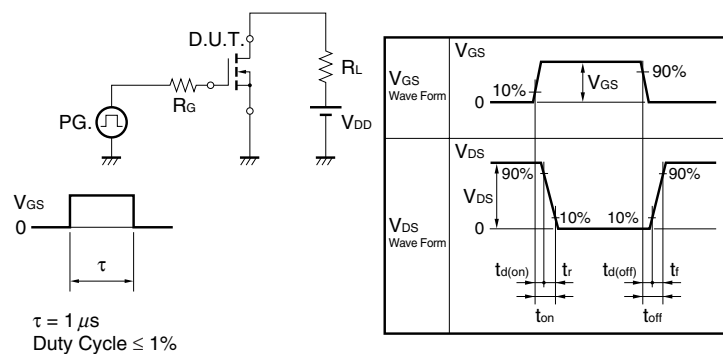 D.U.T.
RL
RG
PG.
VDD
VGS
0
τ
τ = 1 μs
Duty Cycle ≤ 1%
VGS
Wave Form
VGS
10%
VGS
90%
0
VDS
Wave Form
VDS
90%
VDS
10%
10%
90%
0
td(on)
tr
td(off)
tf
ton
toff